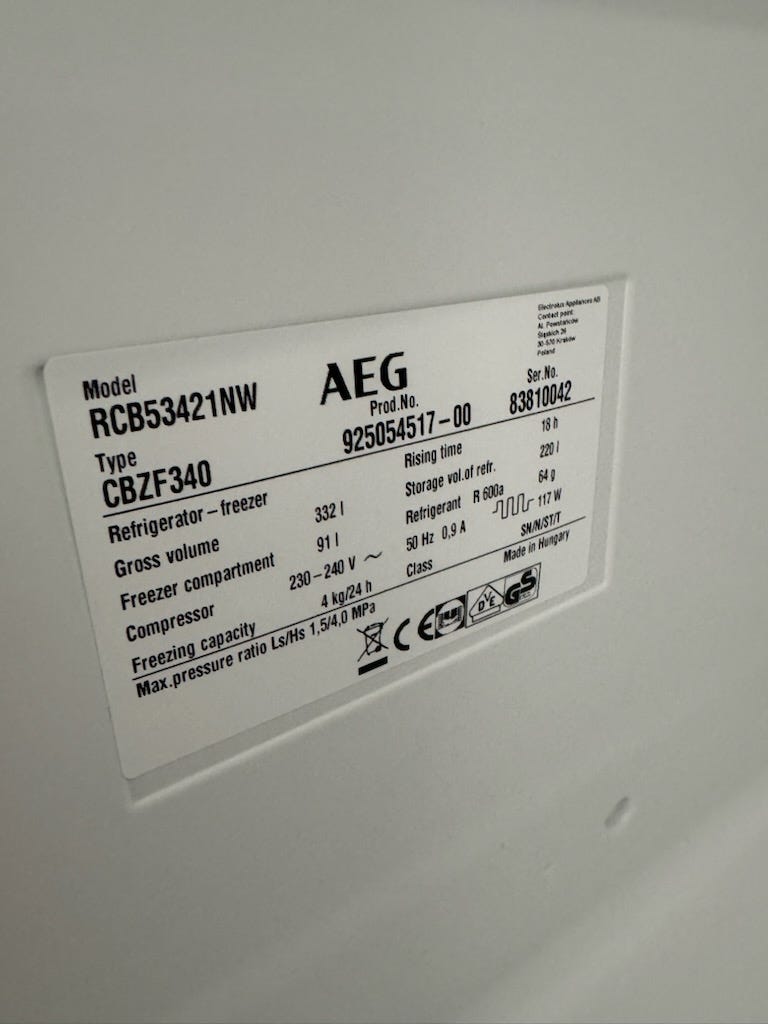 Electrolux Appliances AB
Contact point:
Al. Powstańców
Śląskich 26
30-570 Kraków
Poland
Model
RCB53421NW
AEG
Type
CBZF340
Prod.No.
925054517-00
Ser.No.
83810042
Refrigerator-freezer
Rising time 18 h
Gross volume 332 l
Storage vol.of refr. 220 l
Freezer compartment 91 l
Refrigerant R 600a 64 g
Compressor 230-240 V ~ 50 Hz 0,9 A 117 W
Freezing capacity 4 kg/24 h
Class SN/N/ST/T
Max.pressure ratio Ls/Hs 1,5/4,0 MPa
Made in Hungary
CE
DVE
GS